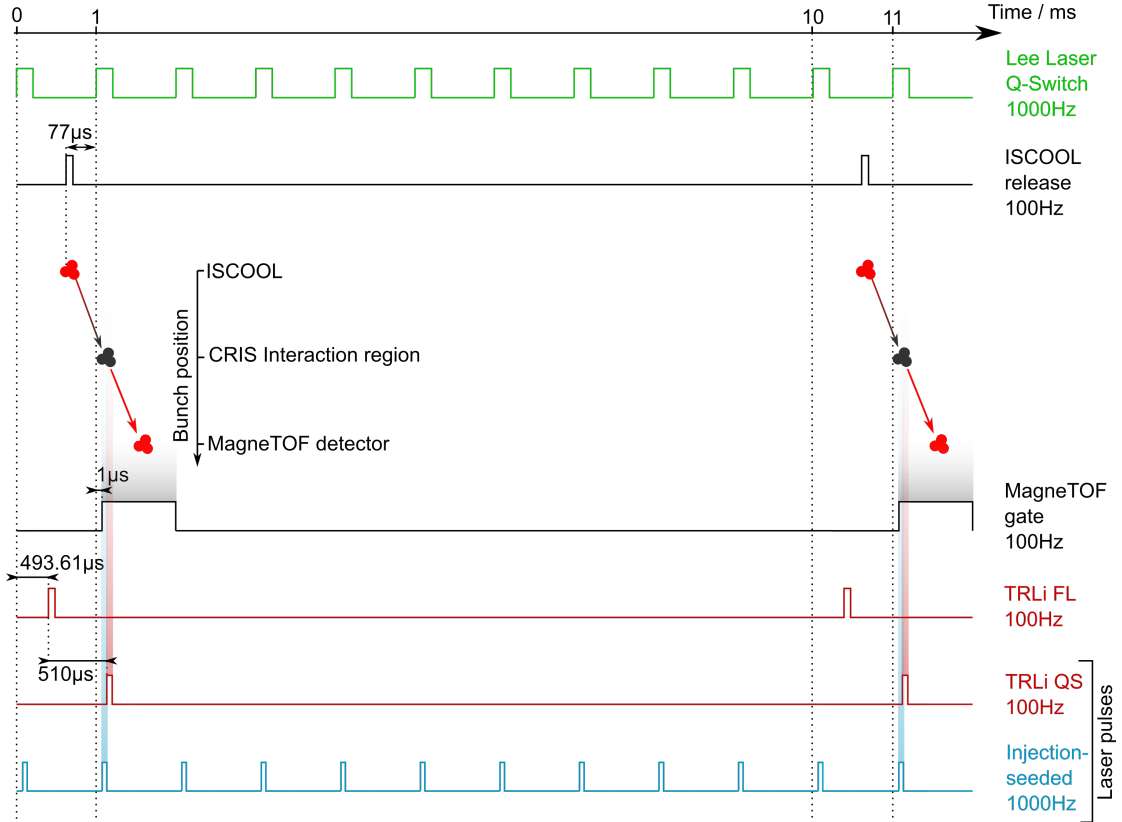 0
1
10
11
Time / ms
Lee Laser
Q-Switch
1000Hz
77µs
ISCOOL
release
100Hz
Bunch position
ISCOOL
CRIS Interaction region
MagneTOF detector
1µs
MagneTOF
gate
100Hz
493.61µs
TRLi FL
100Hz
510µs
TRLi QS
100Hz
Injection-
seeded
1000Hz
Laser pulses